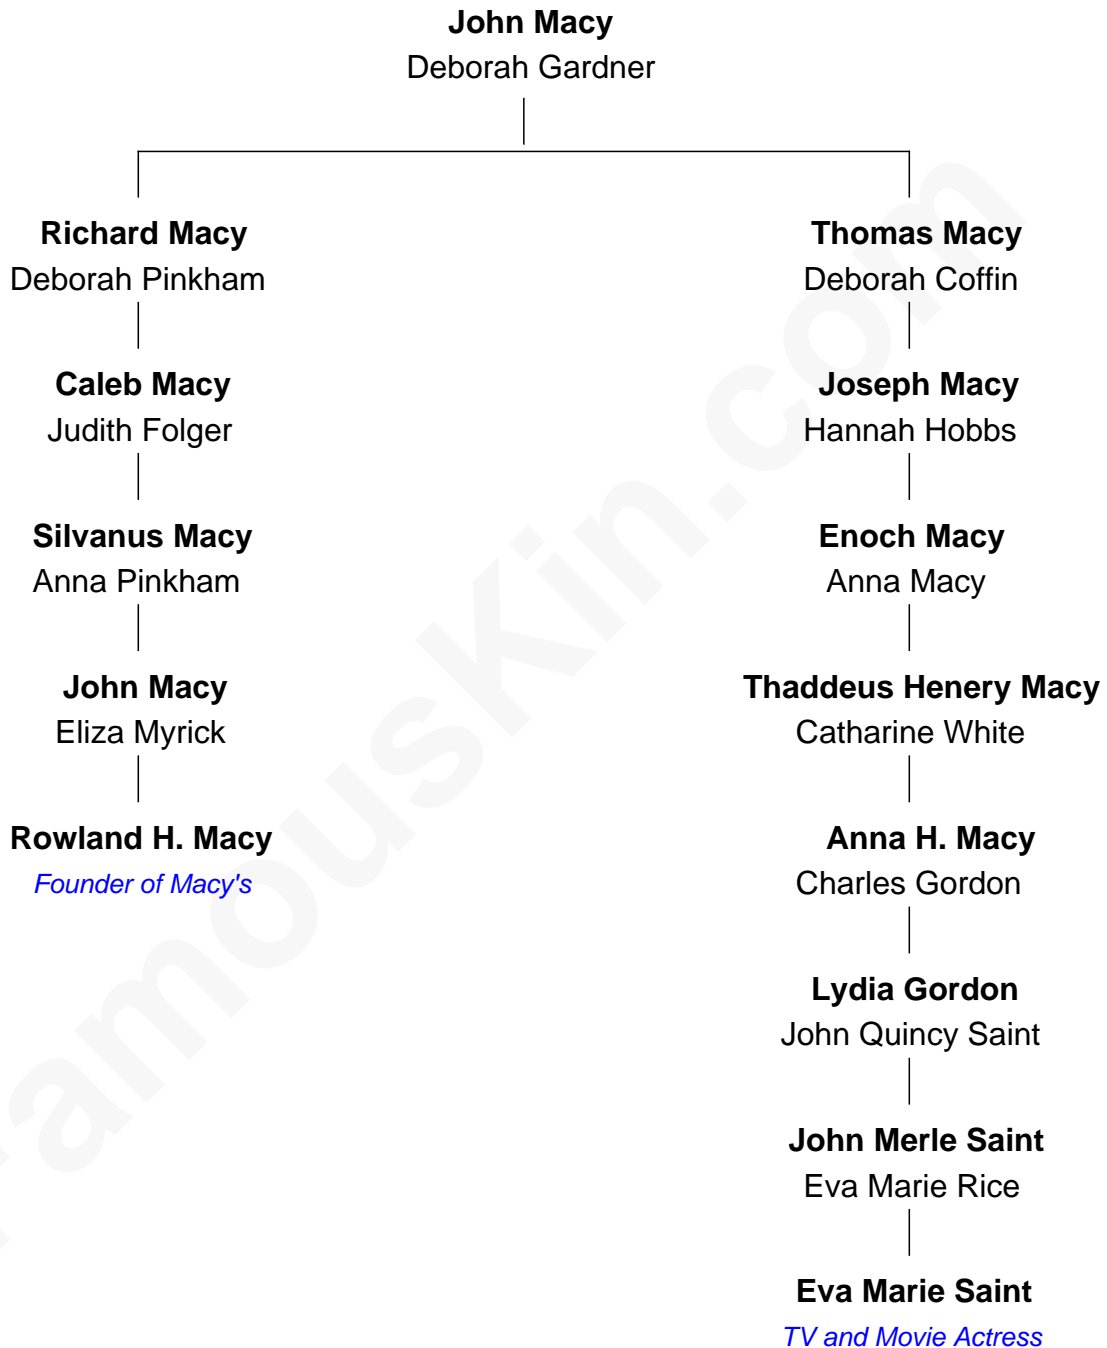 John Macy
Deborah Gardner
Richard Macy
Deborah Pinkham
Caleb Macy
Judith Folger
Silvanus Macy
Anna Pinkham
John Macy
Eliza Myrick
Rowland H. Macy
Founder of Macy's
Thomas Macy
Deborah Coffin
Joseph Macy
Hannah Hobbs
Enoch Macy
Anna Macy
Thaddeus Henery Macy
Catharine White
Anna H. Macy
Charles Gordon
Lydia Gordon
John Quincy Saint
John Merle Saint
Eva Marie Rice
Eva Marie Saint
TV and Movie Actress
FamousKin.com